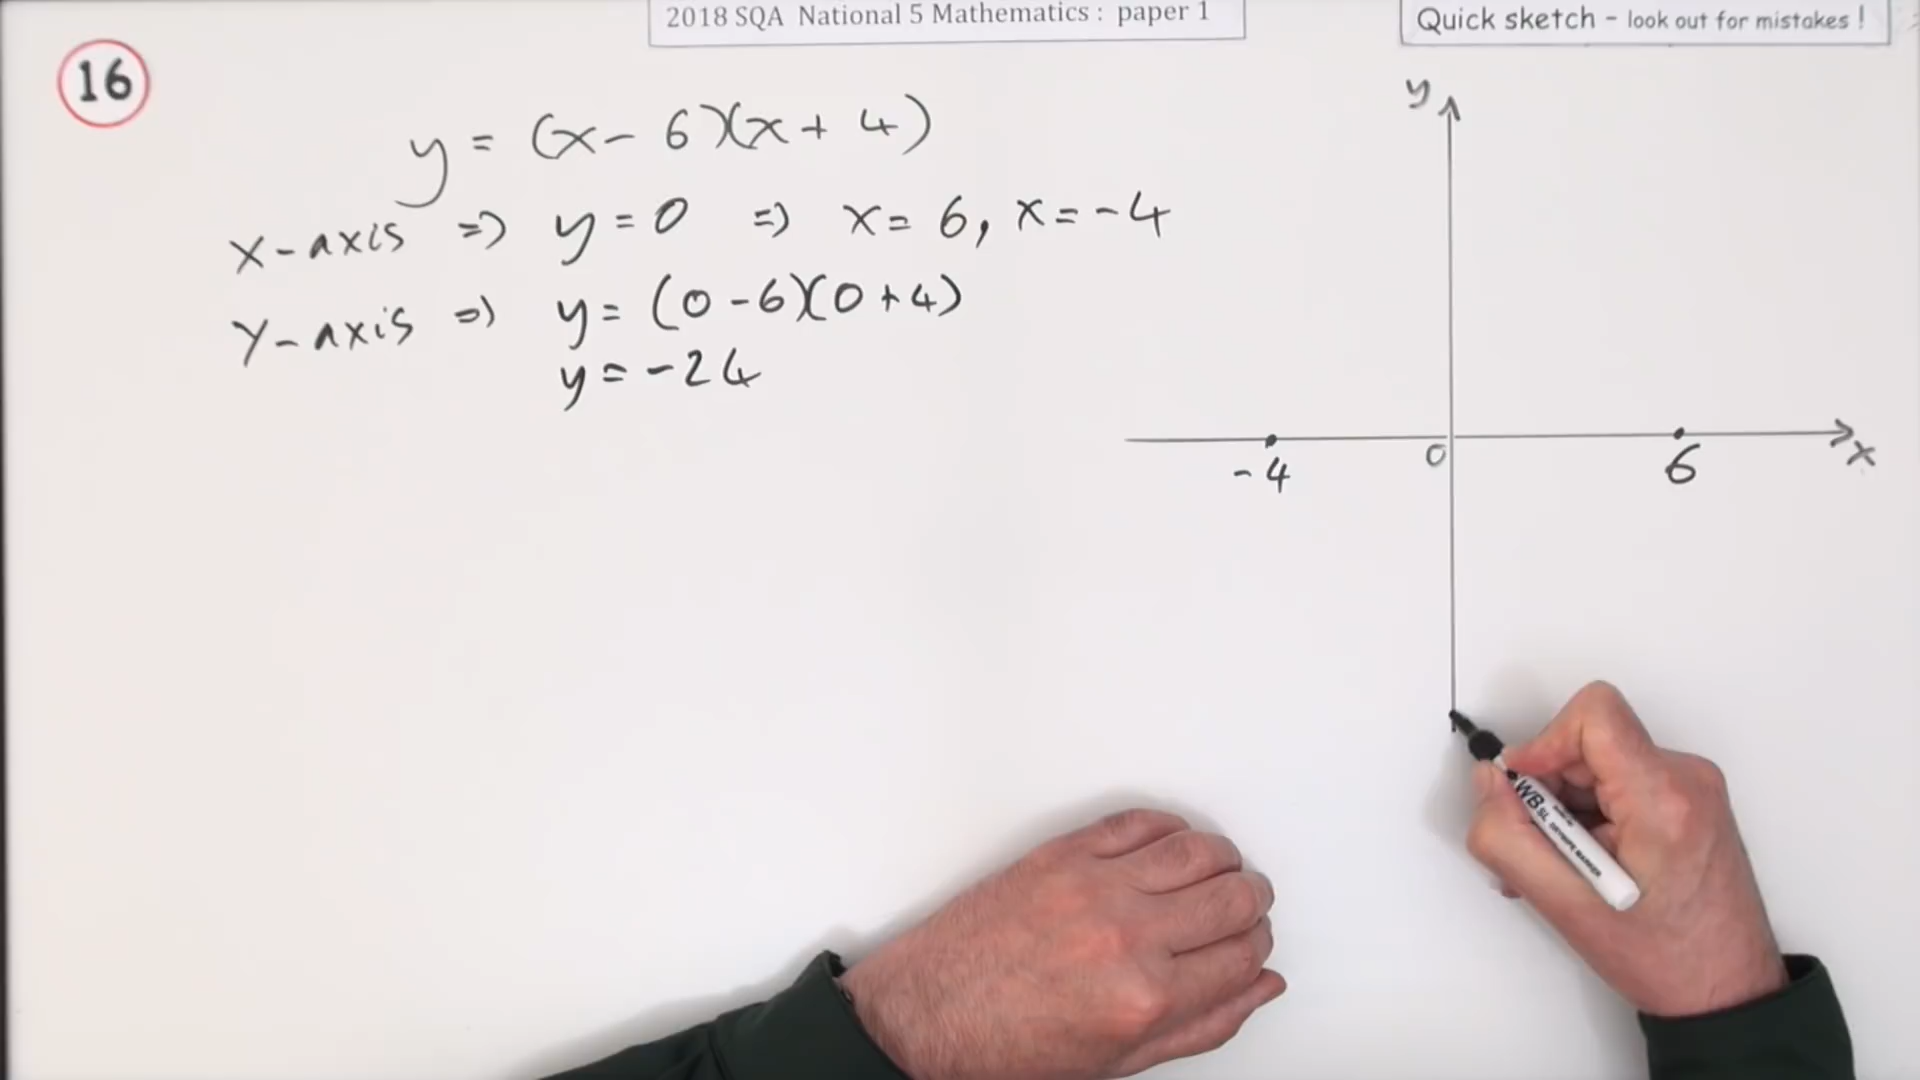 2018 SQA National 5 Mathematics : paper 1
Quick sketch - look out for mistakes !
16
y = (x - 6)(x + 4)
x-axis => y = 0 => x = 6, x = -4
y-axis => y = (0 - 6)(0 + 4)
y = -24
y
-4
0
6
x
WB